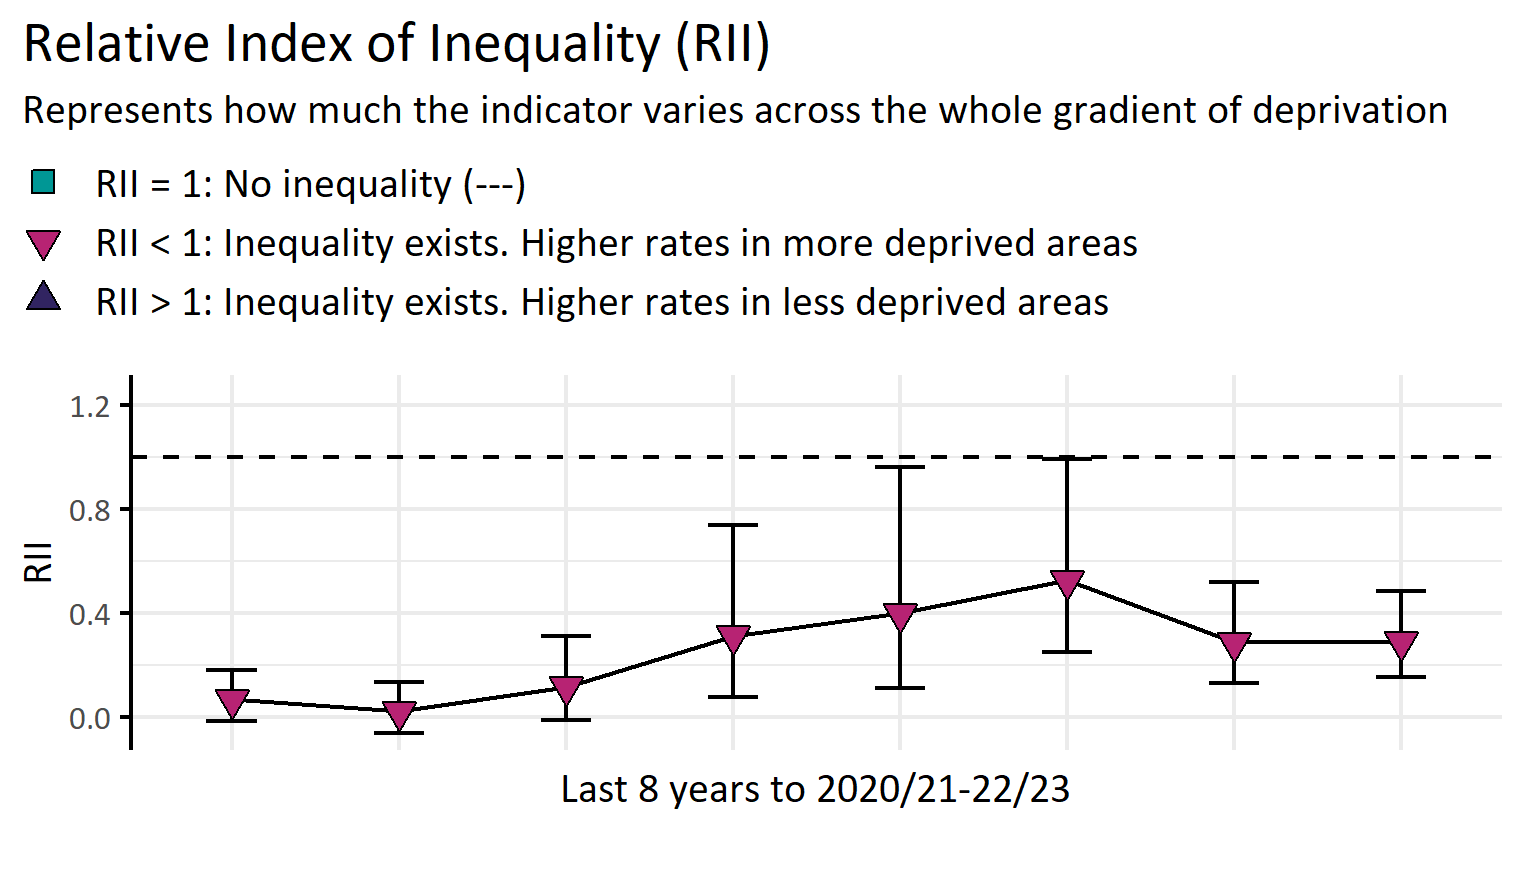 Relative Index of Inequality (RII)
Represents how much the indicator varies across the whole gradient of deprivation
RII = 1: No inequality (---)
RII < 1: Inequality exists. Higher rates in more deprived areas
RII > 1: Inequality exists. Higher rates in less deprived areas
1.2
0.8
0.4
0.0
RII
Last 8 years to 2020/21-22/23